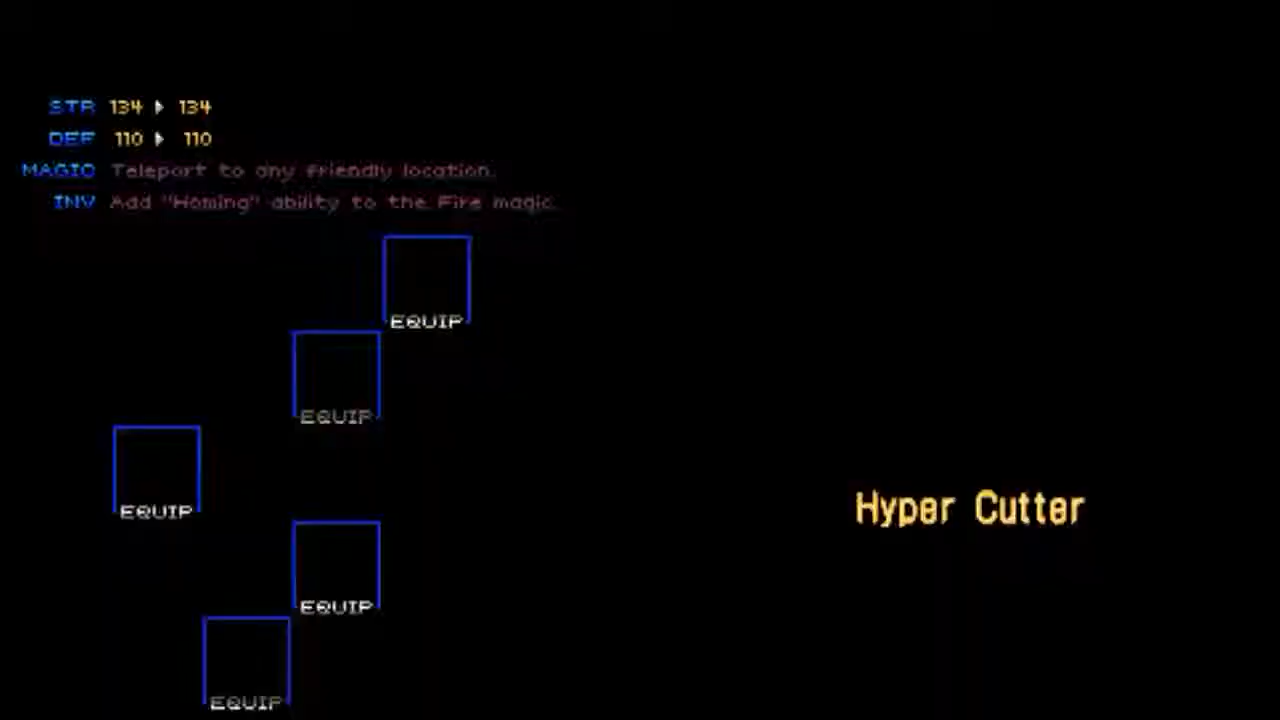 STR 134 ▶ 134
DEF 110 ▶ 110
MAGIC Teleport to any friendly location.
INV Add "Homing" ability to the Fire magic.
EQUIP
EQUIP
EQUIP
Hyper Cutter
EQUIP
EQUIP